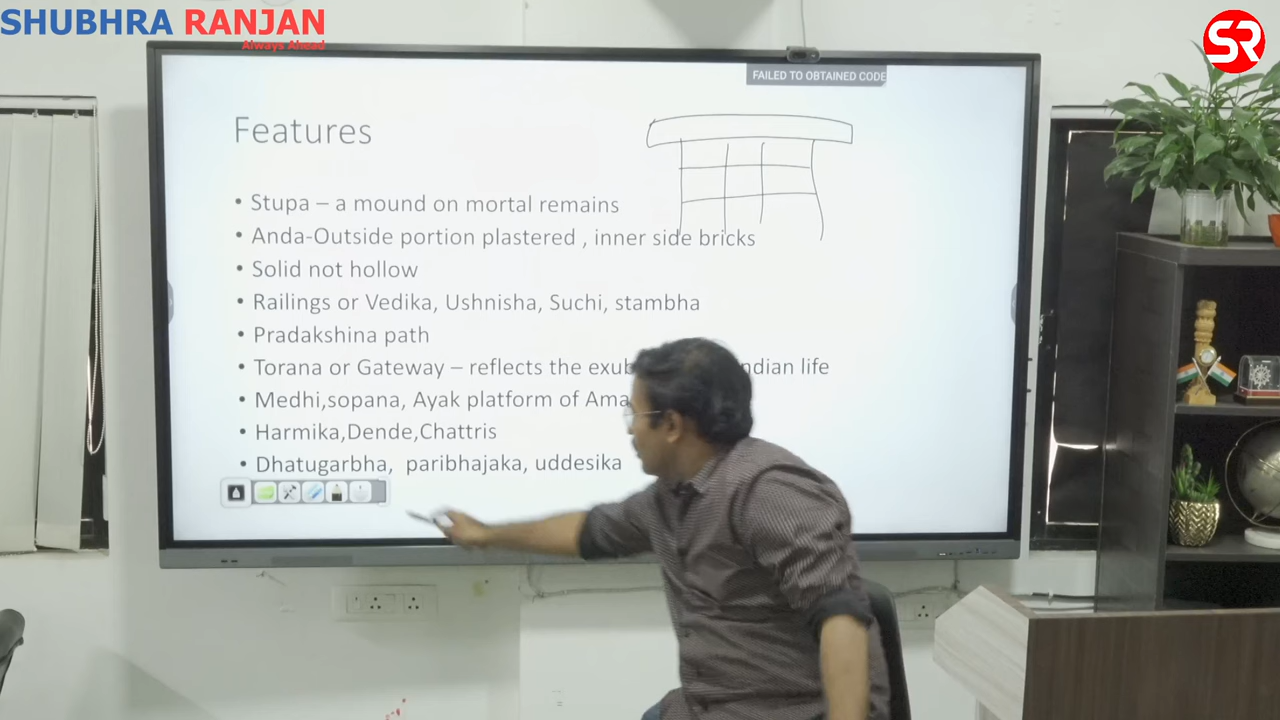 SHUBHRA RANJAN
Always Ahead
SR
FAILED TO OBTAINED CODE
Features
• Stupa – a mound on mortal remains
• Anda-Outside portion plastered , inner side bricks
• Solid not hollow
• Railings or Vedika, Ushnisha, Suchi, stambha
• Pradakshina path
• Torana or Gateway – reflects the ndian life
• Medhi,sopana, Ayak platform of
• Harmika,Dende,Chattris
• Dhatugarbha, paribhajaka, uddesika